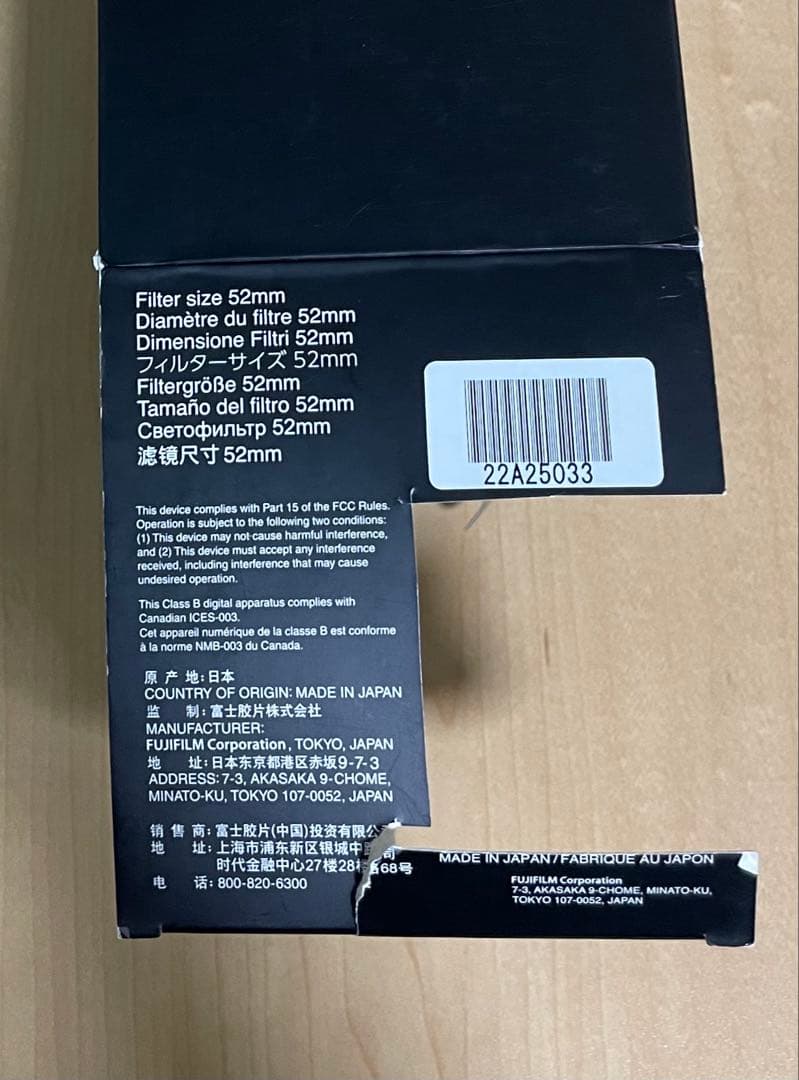 Filter size 52mm
Diamètre du filtre 52mm
Dimensione Filtri 52mm
フィルターサイズ 52mm
Filtergröße 52mm
Tamaño del filtro 52mm
Светофильтр 52mm
滤镜尺寸 52mm
22A25033
This device complies with Part 15 of the FCC Rules.
Operation is subject to the following two conditions:
(1) This device may not cause harmful interference,
and (2) This device must accept any interference
received, including interference that may cause
undesired operation.
This Class B digital apparatus complies with
Canadian ICES-003.
Cet appareil numérique de la classe B est conforme
à la norme NMB-003 du Canada.
原 产 地:日本
COUNTRY OF ORIGIN: MADE IN JAPAN
监 制:富士胶片株式会社
MANUFACTURER:
FUJIFILM Corporation, TOKYO, JAPAN
地 址:日本东京都港区赤坂9-7-3
ADDRESS: 7-3, AKASAKA 9-CHOME,
MINATO-KU, TOKYO 107-0052, JAPAN
销 售 商:富士胶片(中国)投资有限公司
地 址:上海市浦东新区银城中路68号
时代金融中心27楼28楼
电 话:800-820-6300
MADE IN JAPAN/FABRIQUÉ AU JAPON
FUJIFILM Corporation
7-3, AKASAKA 9-CHOME, MINATO-KU,
TOKYO 107-0052, JAPAN